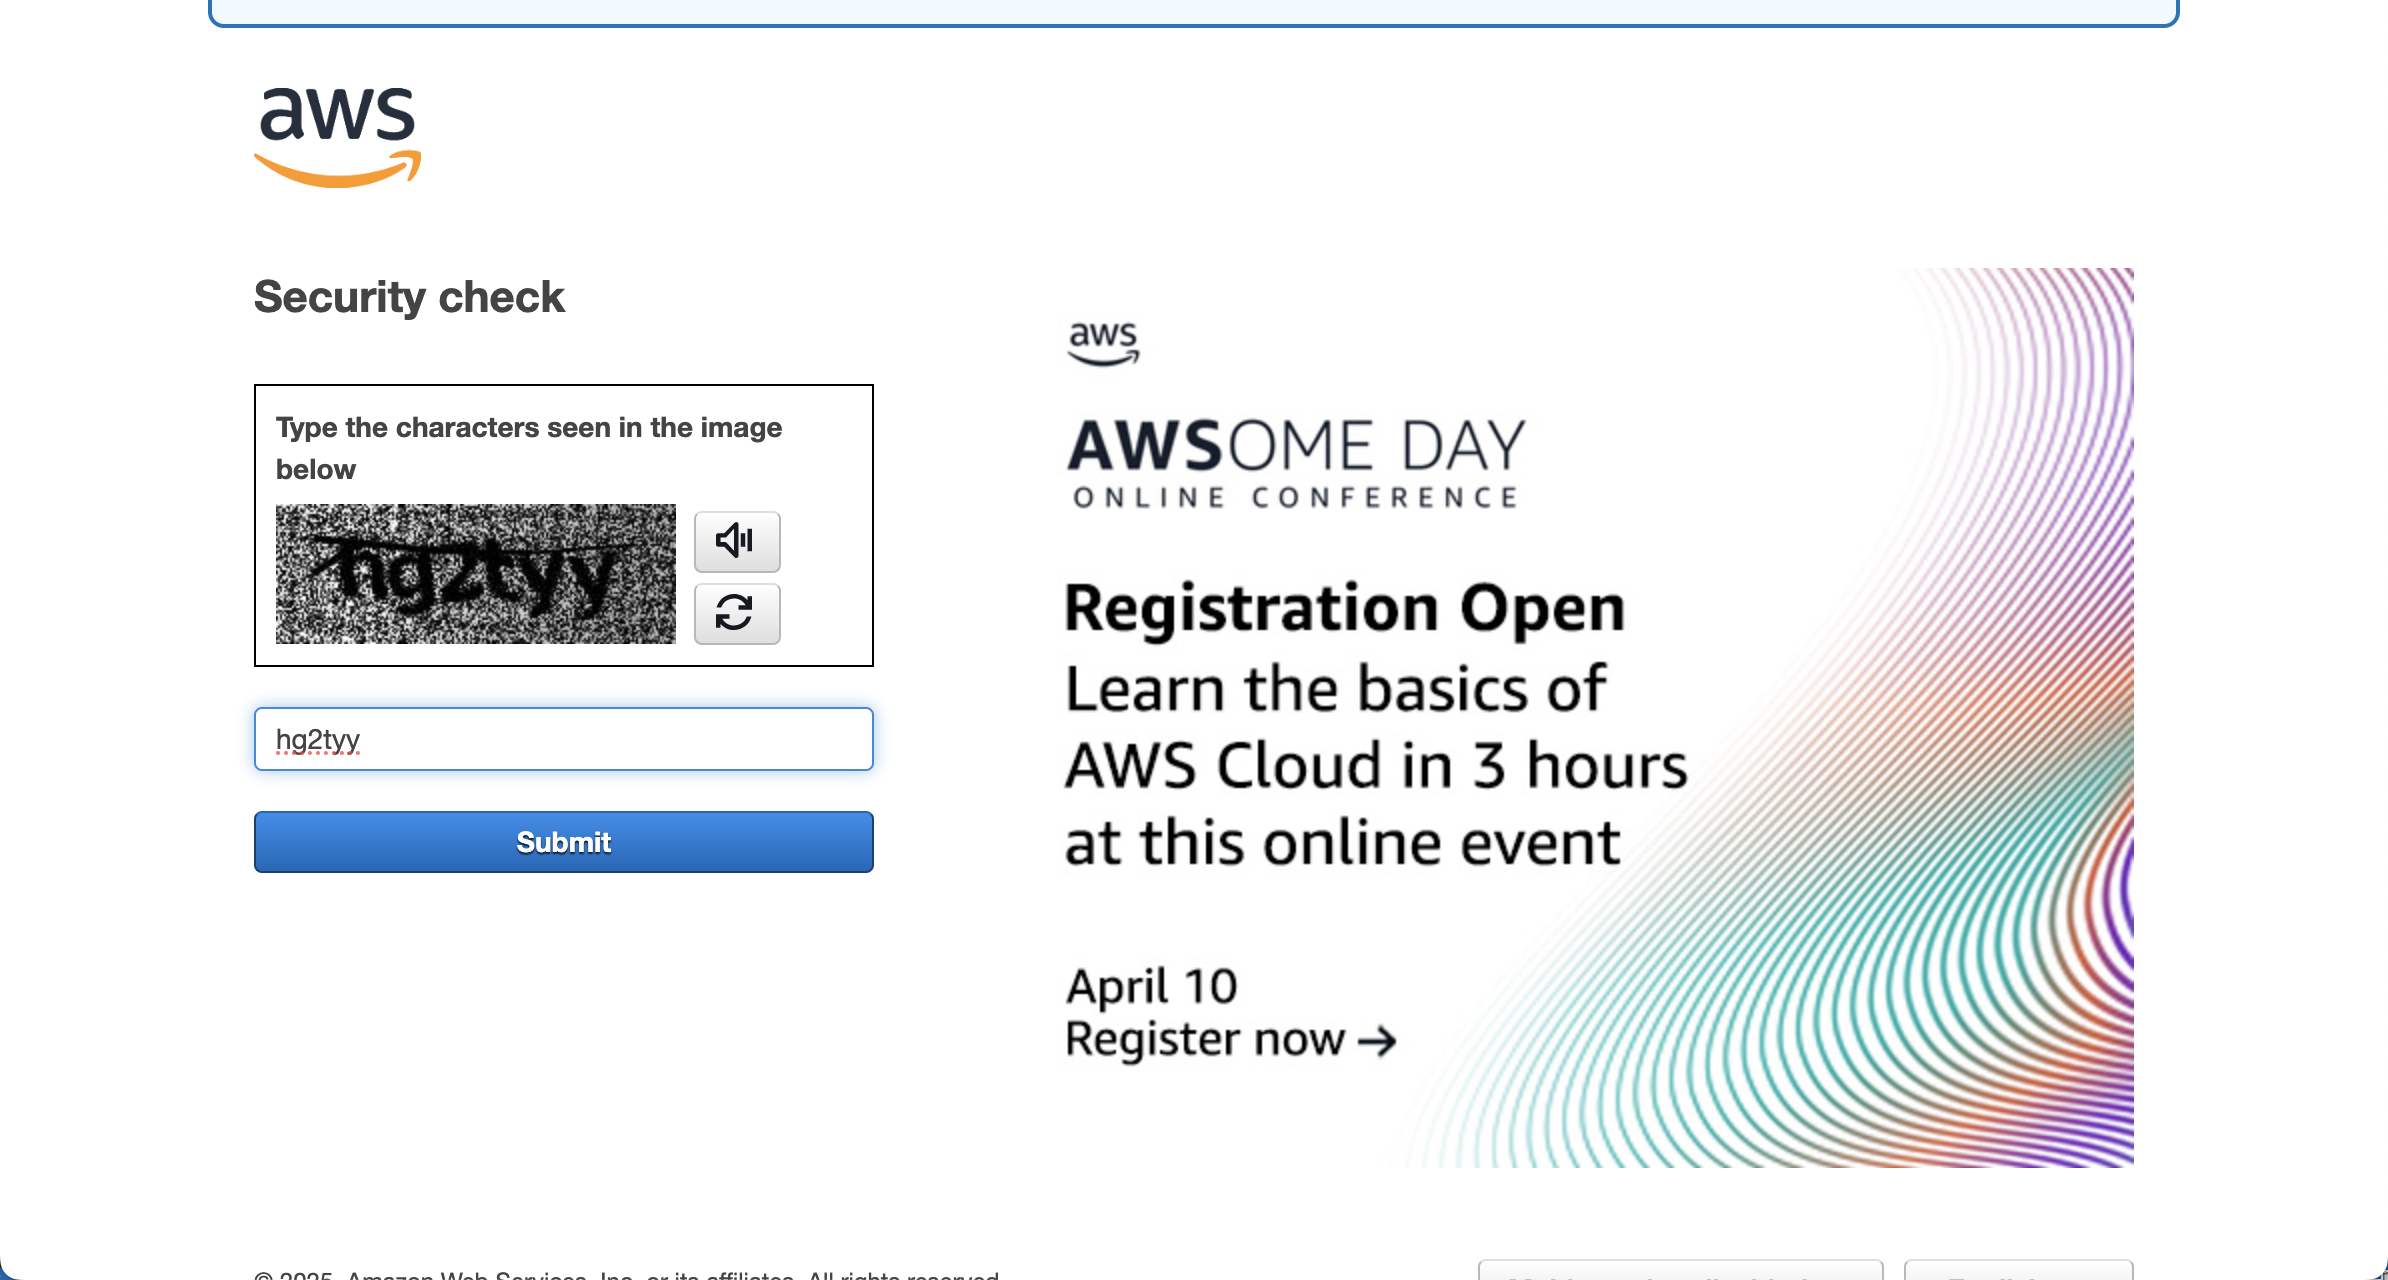 aws
Security check
Type the characters seen in the image
below
hg2tyy
hg2tyy
Submit
aws
AWSOME DAY
ONLINE CONFERENCE
Registration Open
Learn the basics of
AWS Cloud in 3 hours
at this online event
April 10
Register now →
© 2025, Amazon Web Services, Inc. or its affiliates. All rights reserved.